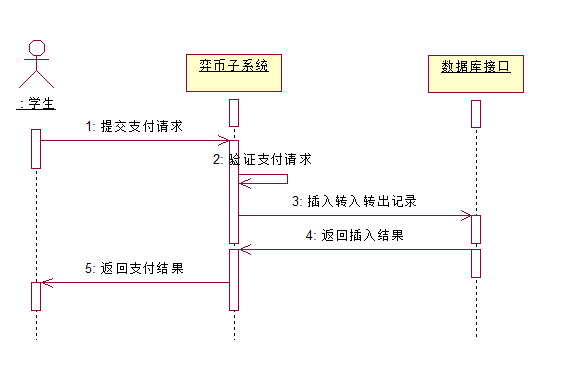 弈币子系统
数据库接口
: 学生
1: 提交支付请求
2: 验证支付请求
3: 插入转入转出记录
4: 返回插入结果
5: 返回支付结果